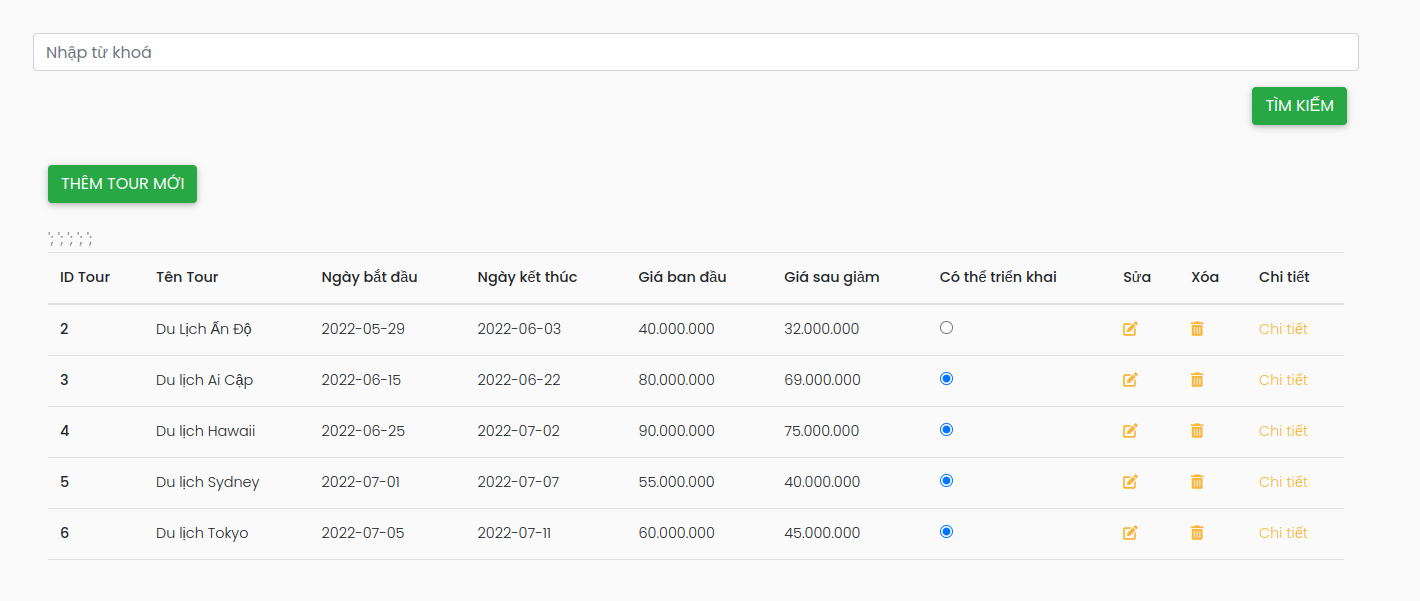 Nhập từ khoá
TÌM KIẾM
THÊM TOUR MỚI
'; '; '; '; ';
ID Tour Tên Tour Ngày bắt đầu Ngày kết thúc Giá ban đầu Giá sau giảm Có thể triển khai Sửa Xóa Chi tiết
2 Du Lịch Ấn Độ 2022-05-29 2022-06-03 40.000.000 32.000.000 Chi tiết
3 Du lịch Ai Cập 2022-06-15 2022-06-22 80.000.000 69.000.000 Chi tiết
4 Du lịch Hawaii 2022-06-25 2022-07-02 90.000.000 75.000.000 Chi tiết
5 Du lịch Sydney 2022-07-01 2022-07-07 55.000.000 40.000.000 Chi tiết
6 Du lịch Tokyo 2022-07-05 2022-07-11 60.000.000 45.000.000 Chi tiết